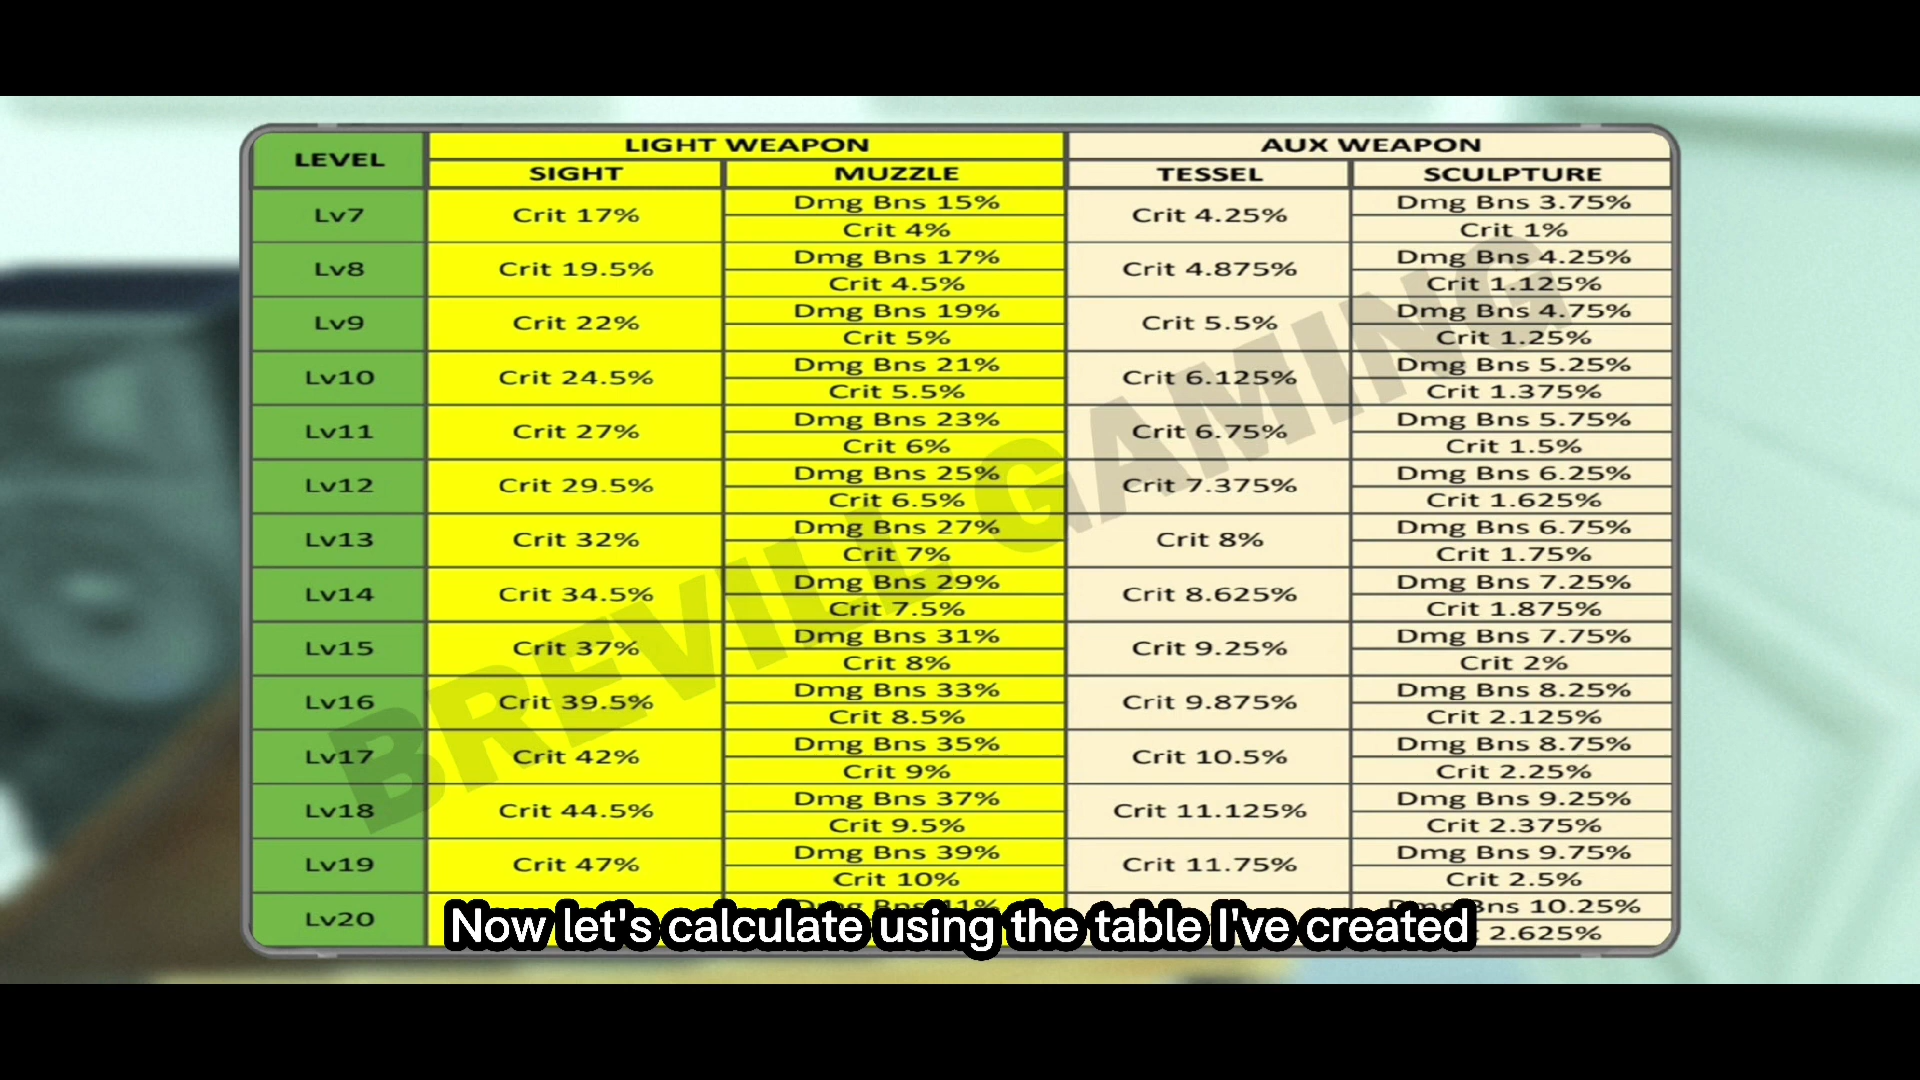 LEVEL LIGHT WEAPON AUX WEAPON
SIGHT MUZZLE TESSEL SCULPTURE
Lv7 Crit 17% Dmg Bns 15% Crit 4% Crit 4.25% Dmg Bns 3.75% Crit 1%
Lv8 Crit 19.5% Dmg Bns 17% Crit 4.5% Crit 4.875% Dmg Bns 4.25% Crit 1.125%
Lv9 Crit 22% Dmg Bns 19% Crit 5% Crit 5.5% Dmg Bns 4.75% Crit 1.25%
Lv10 Crit 24.5% Dmg Bns 21% Crit 5.5% Crit 6.125% Dmg Bns 5.25% Crit 1.375%
Lv11 Crit 27% Dmg Bns 23% Crit 6% Crit 6.75% Dmg Bns 5.75% Crit 1.5%
Lv12 Crit 29.5% Dmg Bns 25% Crit 6.5% Crit 7.375% Dmg Bns 6.25% Crit 1.625%
Lv13 Crit 32% Dmg Bns 27% Crit 7% Crit 8% Dmg Bns 6.75% Crit 1.75%
Lv14 Crit 34.5% Dmg Bns 29% Crit 7.5% Crit 8.625% Dmg Bns 7.25% Crit 1.875%
Lv15 Crit 37% Dmg Bns 31% Crit 8% Crit 9.25% Dmg Bns 7.75% Crit 2%
Lv16 Crit 39.5% Dmg Bns 33% Crit 8.5% Crit 9.875% Dmg Bns 8.25% Crit 2.125%
Lv17 Crit 42% Dmg Bns 35% Crit 9% Crit 10.5% Dmg Bns 8.75% Crit 2.25%
Lv18 Crit 44.5% Dmg Bns 37% Crit 9.5% Crit 11.125% Dmg Bns 9.25% Crit 2.375%
Lv19 Crit 47% Dmg Bns 39% Crit 10% Crit 11.75% Dmg Bns 9.75% Crit 2.5%
Lv20 Dmg Bns 41% Dmg Bns 10.25% 2.625%
BREVILL GAMING
Now let's calculate using the table I've created